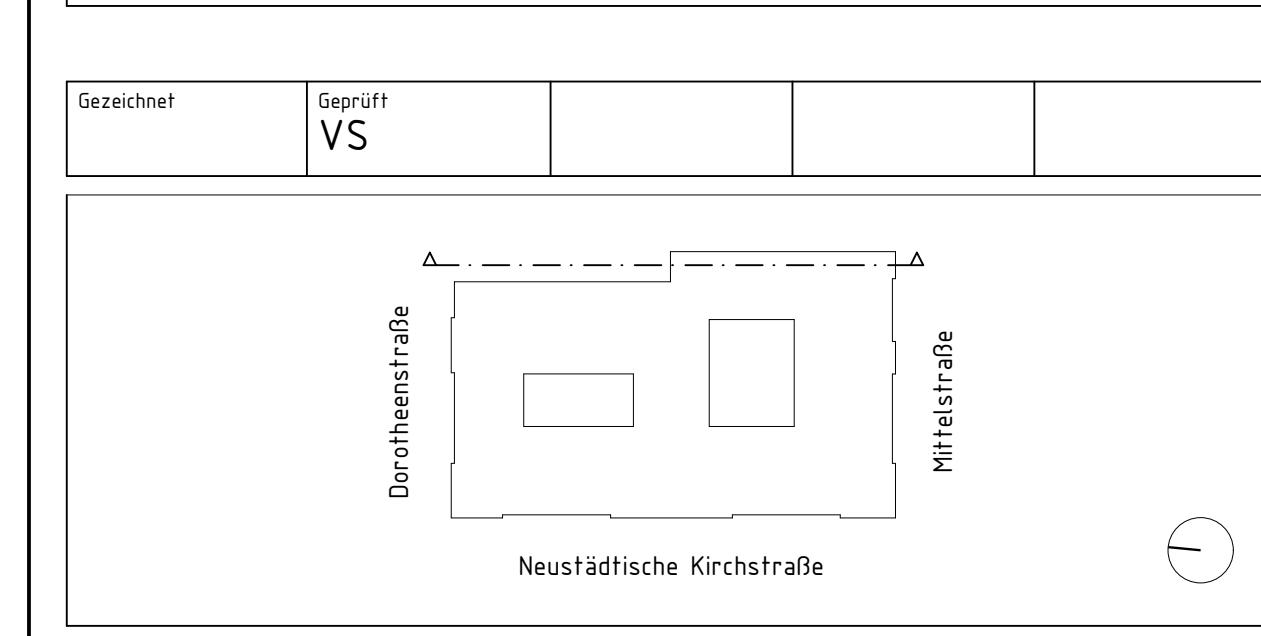 Gezeichnet
Geprüft
VS
Dorotheenstraße
Mittelstraße
Neustädtische Kirchstraße